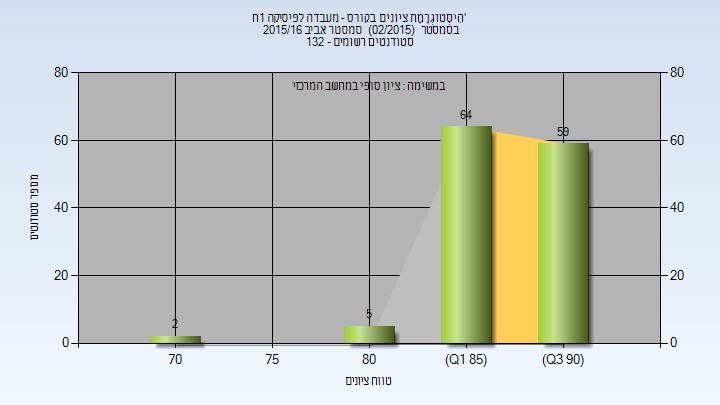 היסטוגרמת ציונים בקורס - מעבדה לפיסיקה 1ח'
בסמסטר (02/2015) סמסטר אביב 2015/16
סטודנטים רשומים - 132
במשימה : ציון סופי במחשב המרכזי
80 80
60 60
40 40
20 20
0 0
2 5 64 59
מספר סטודנטים
70 75 80 (Q1 85) (Q3 90)
טווח ציונים